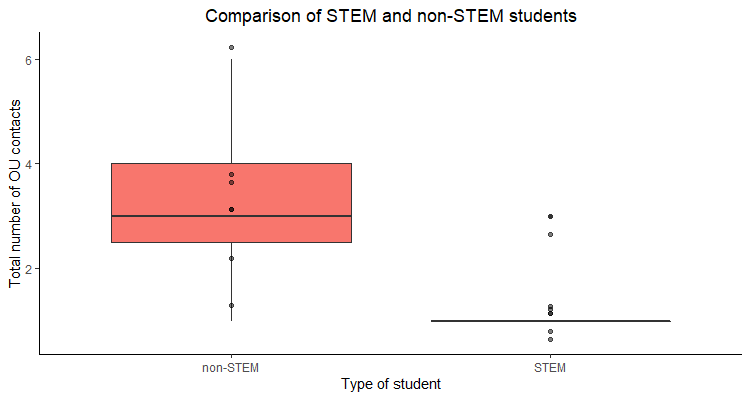 Comparison of STEM and non-STEM students
Total number of OU contacts
6
4
2
non-STEM
STEM
Type of student